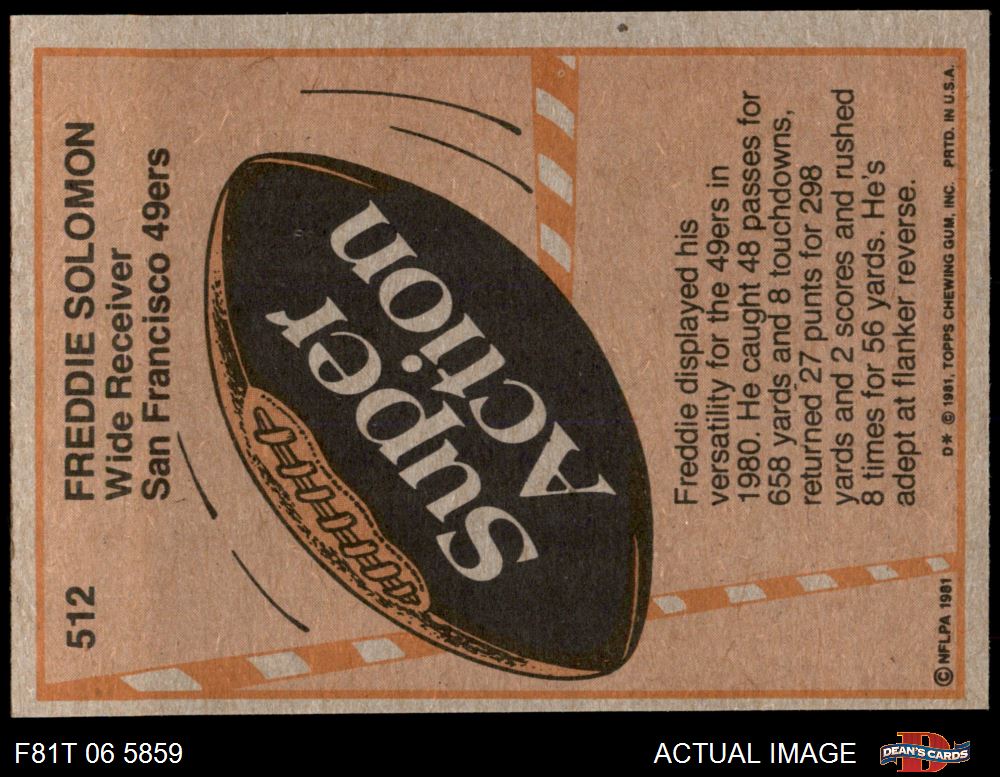 512
FREDDIE SOLOMON
Wide Receiver
San Francisco 49ers
Super
Action
Freddie displayed his
versatility for the 49ers in
1980. He caught 48 passes for
658 yards and 8 touchdowns,
returned 27 punts for 298
yards and 2 scores and rushed
8 times for 56 yards. He's
adept at flanker reverse.
© NFLPA 1981
D* © 1981, TOPPS CHEWING GUM, INC. PRTD. IN U.S.A.
F81T 06 5859
ACTUAL IMAGE
D
DEAN'S CARDS